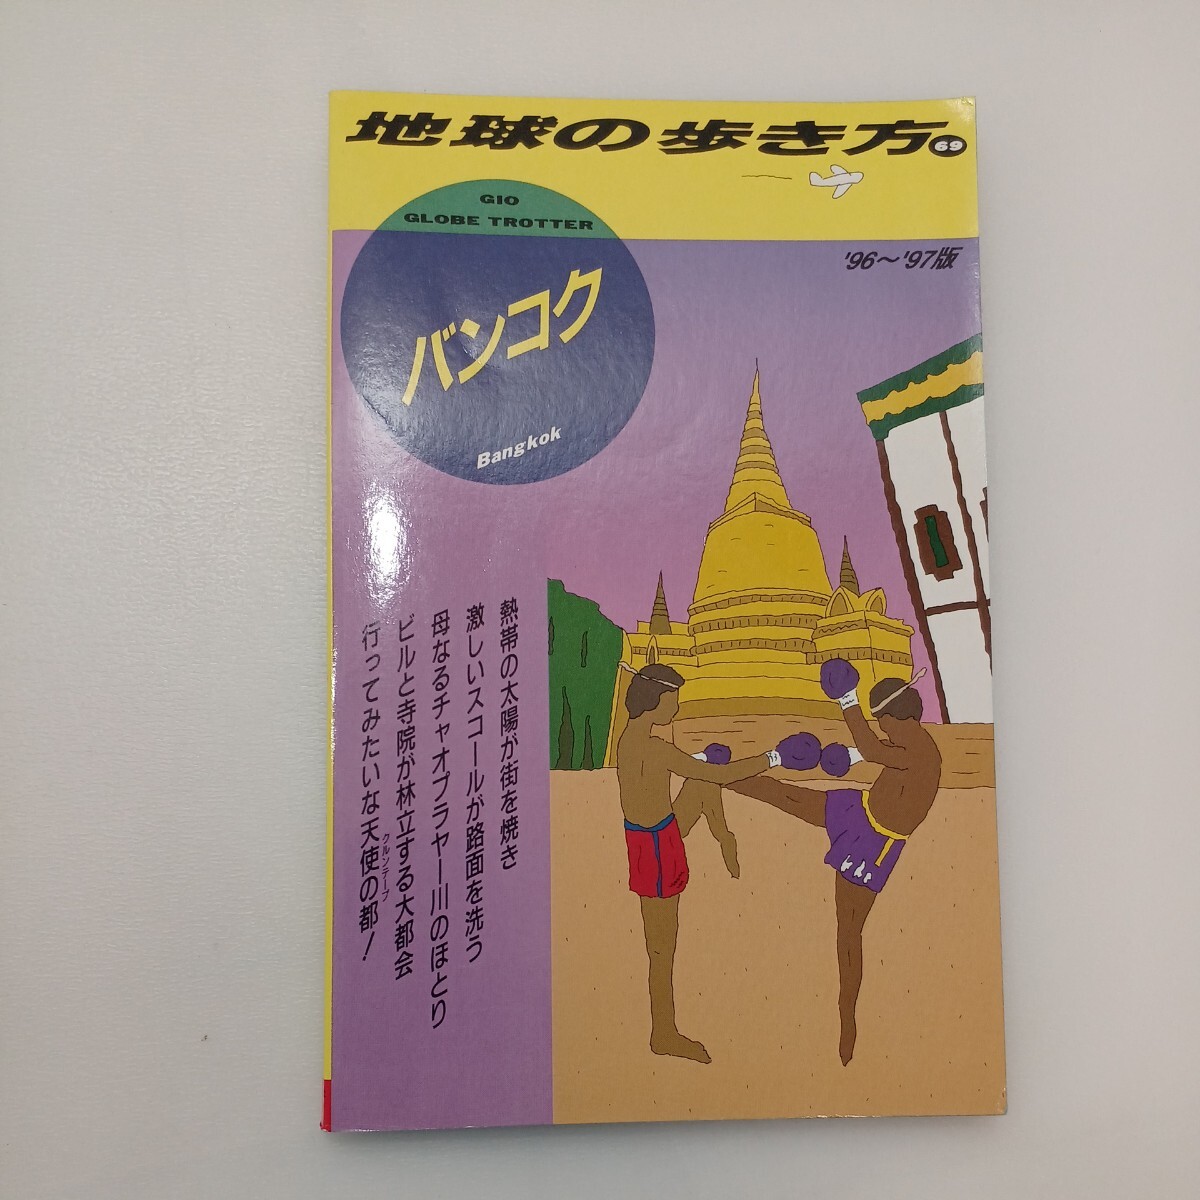 地球の歩き方 69
GIO
GLOBE TROTTER
'96〜'97版
バンコク
Bangkok
熱帯の太陽が街を焼き
激しいスコールが路面を洗う
母なるチャオプラヤー川のほとり
ビルと寺院が林立する大都会
行ってみたいな天使の都！
クルンテープ